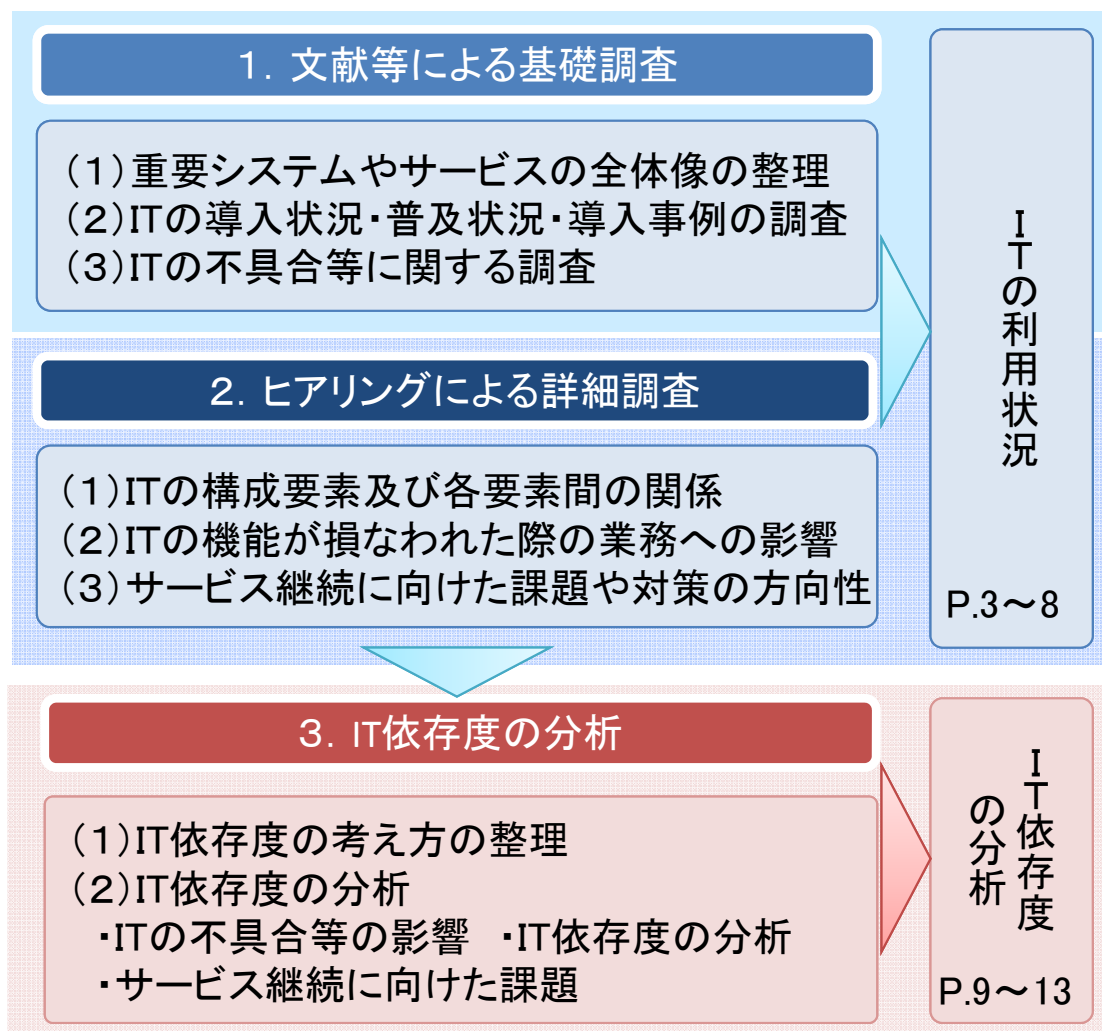 １．文献等による基礎調査
（１）重要システムやサービスの全体像の整理
（２）ITの導入状況・普及状況・導入事例の調査
（３）ITの不具合等に関する調査
２．ヒアリングによる詳細調査
（１）ITの構成要素及び各要素間の関係
（２）ITの機能が損なわれた際の業務への影響
（３）サービス継続に向けた課題や対策の方向性
ITの利用状況
P.3～8
３．IT依存度の分析
（１）IT依存度の考え方の整理
（２）IT依存度の分析
・ITの不具合等の影響　・IT依存度の分析
・サービス継続に向けた課題
IT依存度
の分析
P.9～13